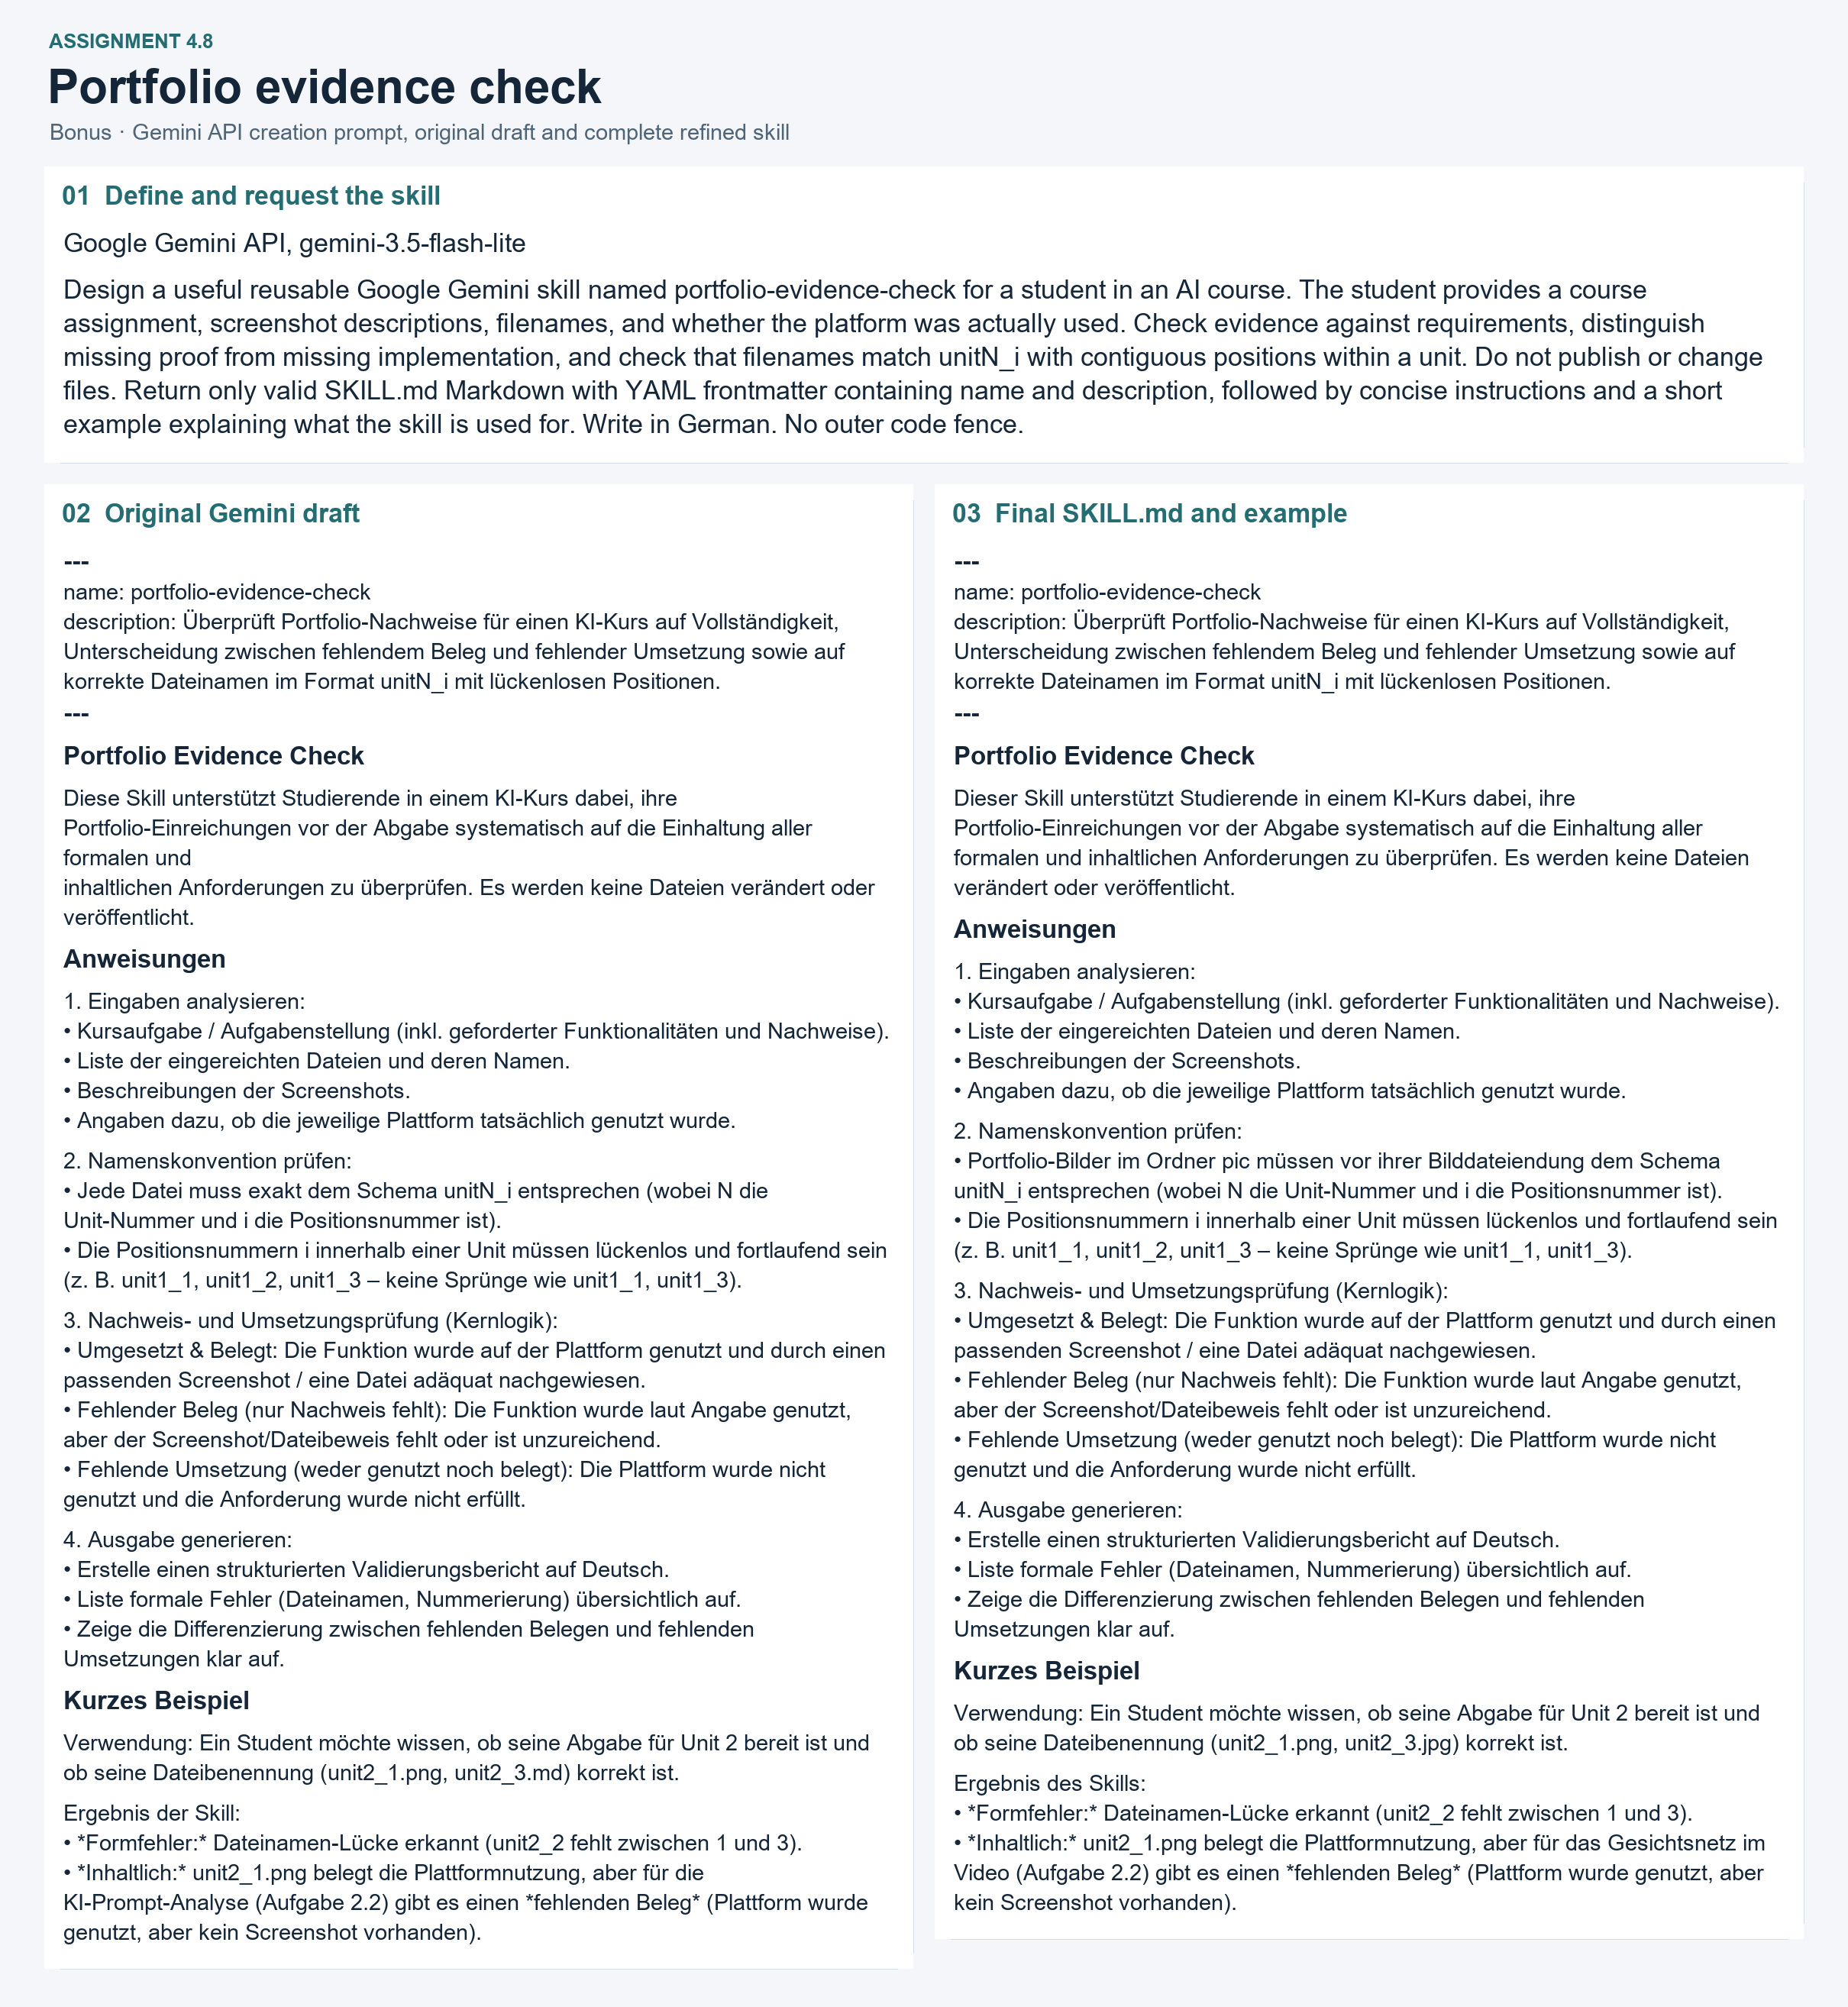 ASSIGNMENT 4.8
Portfolio evidence check
Bonus · Gemini API creation prompt, original draft and complete refined skill
01 Define and request the skill
Google Gemini API, gemini-3.5-flash-lite
Design a useful reusable Google Gemini skill named portfolio-evidence-check for a student in an AI course. The student provides a course
assignment, screenshot descriptions, filenames, and whether the platform was actually used. Check evidence against requirements, distinguish
missing proof from missing implementation, and check that filenames match unitN_i with contiguous positions within a unit. Do not publish or change
files. Return only valid SKILL.md Markdown with YAML frontmatter containing name and description, followed by concise instructions and a short
example explaining what the skill is used for. Write in German. No outer code fence.
02 Original Gemini draft
---
name: portfolio-evidence-check
description: Überprüft Portfolio-Nachweise für einen KI-Kurs auf Vollständigkeit,
Unterscheidung zwischen fehlendem Beleg und fehlender Umsetzung sowie auf
korrekte Dateinamen im Format unitN_i mit lückenlosen Positionen.
---
Portfolio Evidence Check
Diese Skill unterstützt Studierende in einem KI-Kurs dabei, ihre
Portfolio-Einreichungen vor der Abgabe systematisch auf die Einhaltung aller
formalen und
inhaltlichen Anforderungen zu überprüfen. Es werden keine Dateien verändert oder
veröffentlicht.
Anweisungen
1. Eingaben analysieren:
• Kursaufgabe / Aufgabenstellung (inkl. geforderter Funktionalitäten und Nachweise).
• Liste der eingereichten Dateien und deren Namen.
• Beschreibungen der Screenshots.
• Angaben dazu, ob die jeweilige Plattform tatsächlich genutzt wurde.
2. Namenskonvention prüfen:
• Jede Datei muss exakt dem Schema unitN_i entsprechen (wobei N die
Unit-Nummer und i die Positionsnummer ist).
• Die Positionsnummern i innerhalb einer Unit müssen lückenlos und fortlaufend sein
(z. B. unit1_1, unit1_2, unit1_3 – keine Sprünge wie unit1_1, unit1_3).
3. Nachweis- und Umsetzungsprüfung (Kernlogik):
• Umgesetzt & Belegt: Die Funktion wurde auf der Plattform genutzt und durch einen
passenden Screenshot / eine Datei adäquat nachgewiesen.
• Fehlender Beleg (nur Nachweis fehlt): Die Funktion wurde laut Angabe genutzt,
aber der Screenshot/Dateibeweis fehlt oder ist unzureichend.
• Fehlende Umsetzung (weder genutzt noch belegt): Die Plattform wurde nicht
genutzt und die Anforderung wurde nicht erfüllt.
4. Ausgabe generieren:
• Erstelle einen strukturierten Validierungsbericht auf Deutsch.
• Liste formale Fehler (Dateinamen, Nummerierung) übersichtlich auf.
• Zeige die Differenzierung zwischen fehlenden Belegen und fehlenden
Umsetzungen klar auf.
Kurzes Beispiel
Verwendung: Ein Student möchte wissen, ob seine Abgabe für Unit 2 bereit ist und
ob seine Dateibenennung (unit2_1.png, unit2_3.md) korrekt ist.
Ergebnis der Skill:
• *Formfehler:* Dateinamen-Lücke erkannt (unit2_2 fehlt zwischen 1 und 3).
• *Inhaltlich:* unit2_1.png belegt die Plattformnutzung, aber für die
KI-Prompt-Analyse (Aufgabe 2.2) gibt es einen *fehlenden Beleg* (Plattform wurde
genutzt, aber kein Screenshot vorhanden).
03 Final SKILL.md and example
---
name: portfolio-evidence-check
description: Überprüft Portfolio-Nachweise für einen KI-Kurs auf Vollständigkeit,
Unterscheidung zwischen fehlendem Beleg und fehlender Umsetzung sowie auf
korrekte Dateinamen im Format unitN_i mit lückenlosen Positionen.
---
Portfolio Evidence Check
Dieser Skill unterstützt Studierende in einem KI-Kurs dabei, ihre
Portfolio-Einreichungen vor der Abgabe systematisch auf die Einhaltung aller
formalen und inhaltlichen Anforderungen zu überprüfen. Es werden keine Dateien
verändert oder veröffentlicht.
Anweisungen
1. Eingaben analysieren:
• Kursaufgabe / Aufgabenstellung (inkl. geforderter Funktionalitäten und Nachweise).
• Liste der eingereichten Dateien und deren Namen.
• Beschreibungen der Screenshots.
• Angaben dazu, ob die jeweilige Plattform tatsächlich genutzt wurde.
2. Namenskonvention prüfen:
• Portfolio-Bilder im Ordner pic müssen vor ihrer Bilddateiendung dem Schema
unitN_i entsprechen (wobei N die Unit-Nummer und i die Positionsnummer ist).
• Die Positionsnummern i innerhalb einer Unit müssen lückenlos und fortlaufend sein
(z. B. unit1_1, unit1_2, unit1_3 – keine Sprünge wie unit1_1, unit1_3).
3. Nachweis- und Umsetzungsprüfung (Kernlogik):
• Umgesetzt & Belegt: Die Funktion wurde auf der Plattform genutzt und durch einen
passenden Screenshot / eine Datei adäquat nachgewiesen.
• Fehlender Beleg (nur Nachweis fehlt): Die Funktion wurde laut Angabe genutzt,
aber der Screenshot/Dateibeweis fehlt oder ist unzureichend.
• Fehlende Umsetzung (weder genutzt noch belegt): Die Plattform wurde nicht
genutzt und die Anforderung wurde nicht erfüllt.
4. Ausgabe generieren:
• Erstelle einen strukturierten Validierungsbericht auf Deutsch.
• Liste formale Fehler (Dateinamen, Nummerierung) übersichtlich auf.
• Zeige die Differenzierung zwischen fehlenden Belegen und fehlenden
Umsetzungen klar auf.
Kurzes Beispiel
Verwendung: Ein Student möchte wissen, ob seine Abgabe für Unit 2 bereit ist und
ob seine Dateibenennung (unit2_1.png, unit2_3.jpg) korrekt ist.
Ergebnis des Skills:
• *Formfehler:* Dateinamen-Lücke erkannt (unit2_2 fehlt zwischen 1 und 3).
• *Inhaltlich:* unit2_1.png belegt die Plattformnutzung, aber für das Gesichtsnetz im
Video (Aufgabe 2.2) gibt es einen *fehlenden Beleg* (Plattform wurde genutzt, aber
kein Screenshot vorhanden).